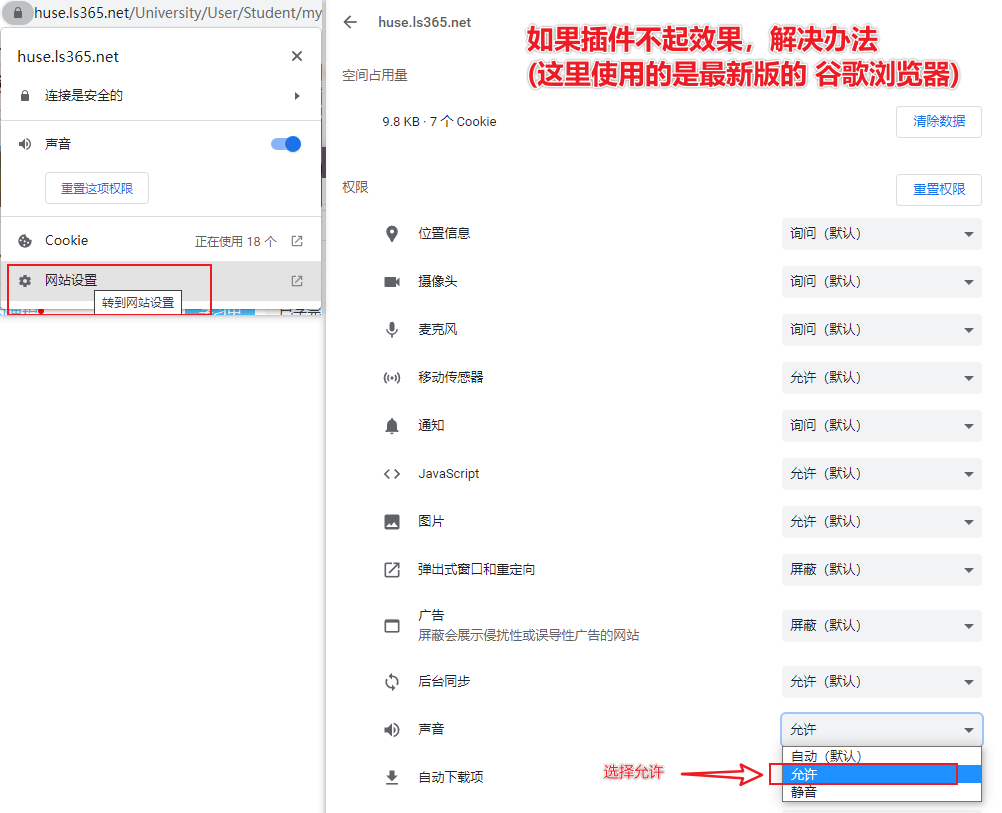 huse.ls365.net/University/User/Student/my
huse.ls365.net
连接是安全的
声音
重置这项权限
Cookie
正在使用 18 个
网站设置
转到网站设置
huse.ls365.net
如果插件不起效果，解决办法
(这里使用的是最新版的 谷歌浏览器)
空间占用量
9.8 KB · 7 个 Cookie
清除数据
权限
重置权限
位置信息
询问（默认）
摄像头
询问（默认）
麦克风
询问（默认）
移动传感器
允许（默认）
通知
询问（默认）
JavaScript
允许（默认）
图片
允许（默认）
弹出式窗口和重定向
屏蔽（默认）
广告
屏蔽会展示侵扰性或误导性广告的网站
屏蔽（默认）
后台同步
允许（默认）
声音
允许
自动（默认）
选择允许
允许
自动下载项
静音